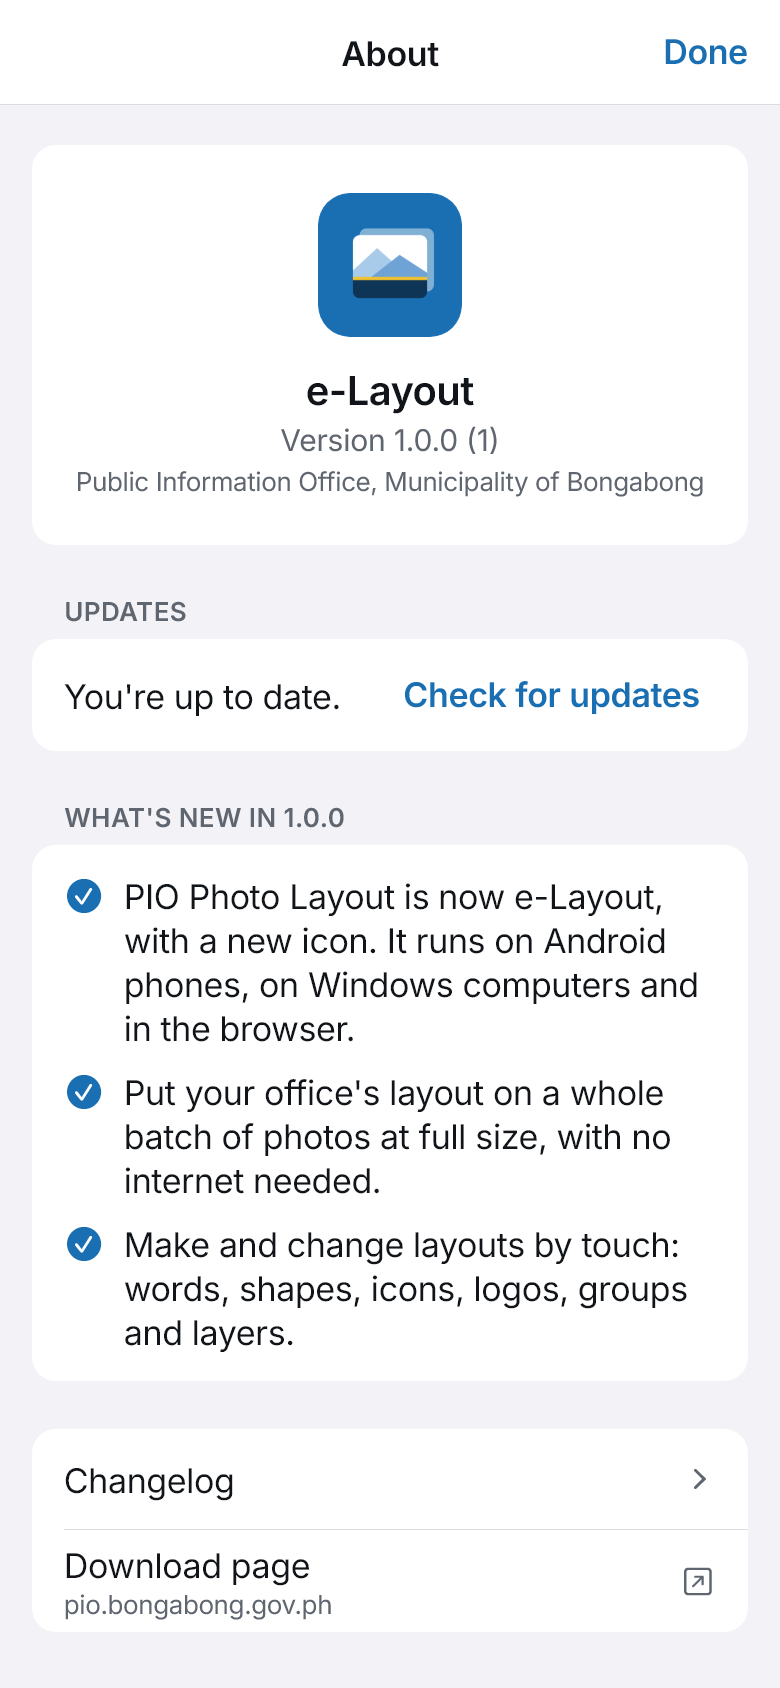 About
Done
e-Layout
Version 1.0.0 (1)
Public Information Office, Municipality of Bongabong
UPDATES
You're up to date.
Check for updates
WHAT'S NEW IN 1.0.0
PIO Photo Layout is now e-Layout,
with a new icon. It runs on Android
phones, on Windows computers and
in the browser.
Put your office's layout on a whole
batch of photos at full size, with no
internet needed.
Make and change layouts by touch:
words, shapes, icons, logos, groups
and layers.
Changelog
Download page
pio.bongabong.gov.ph